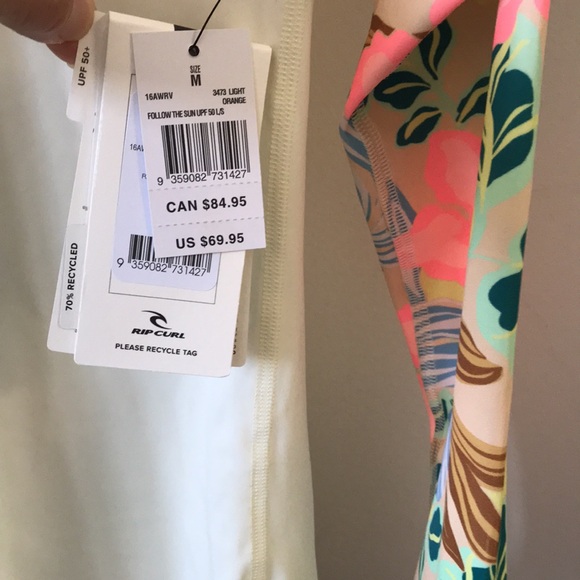 UPF 50+
SIZE
M
16AWRV
3473 LIGHT
ORANGE
FOLLOW THE SUN UPF 50 L/S
9 359082 731427
CAN $84.95
US $69.95
16AWRV
9 359082 731427
70% RECYCLED
RIP CURL
PLEASE RECYCLE TAG